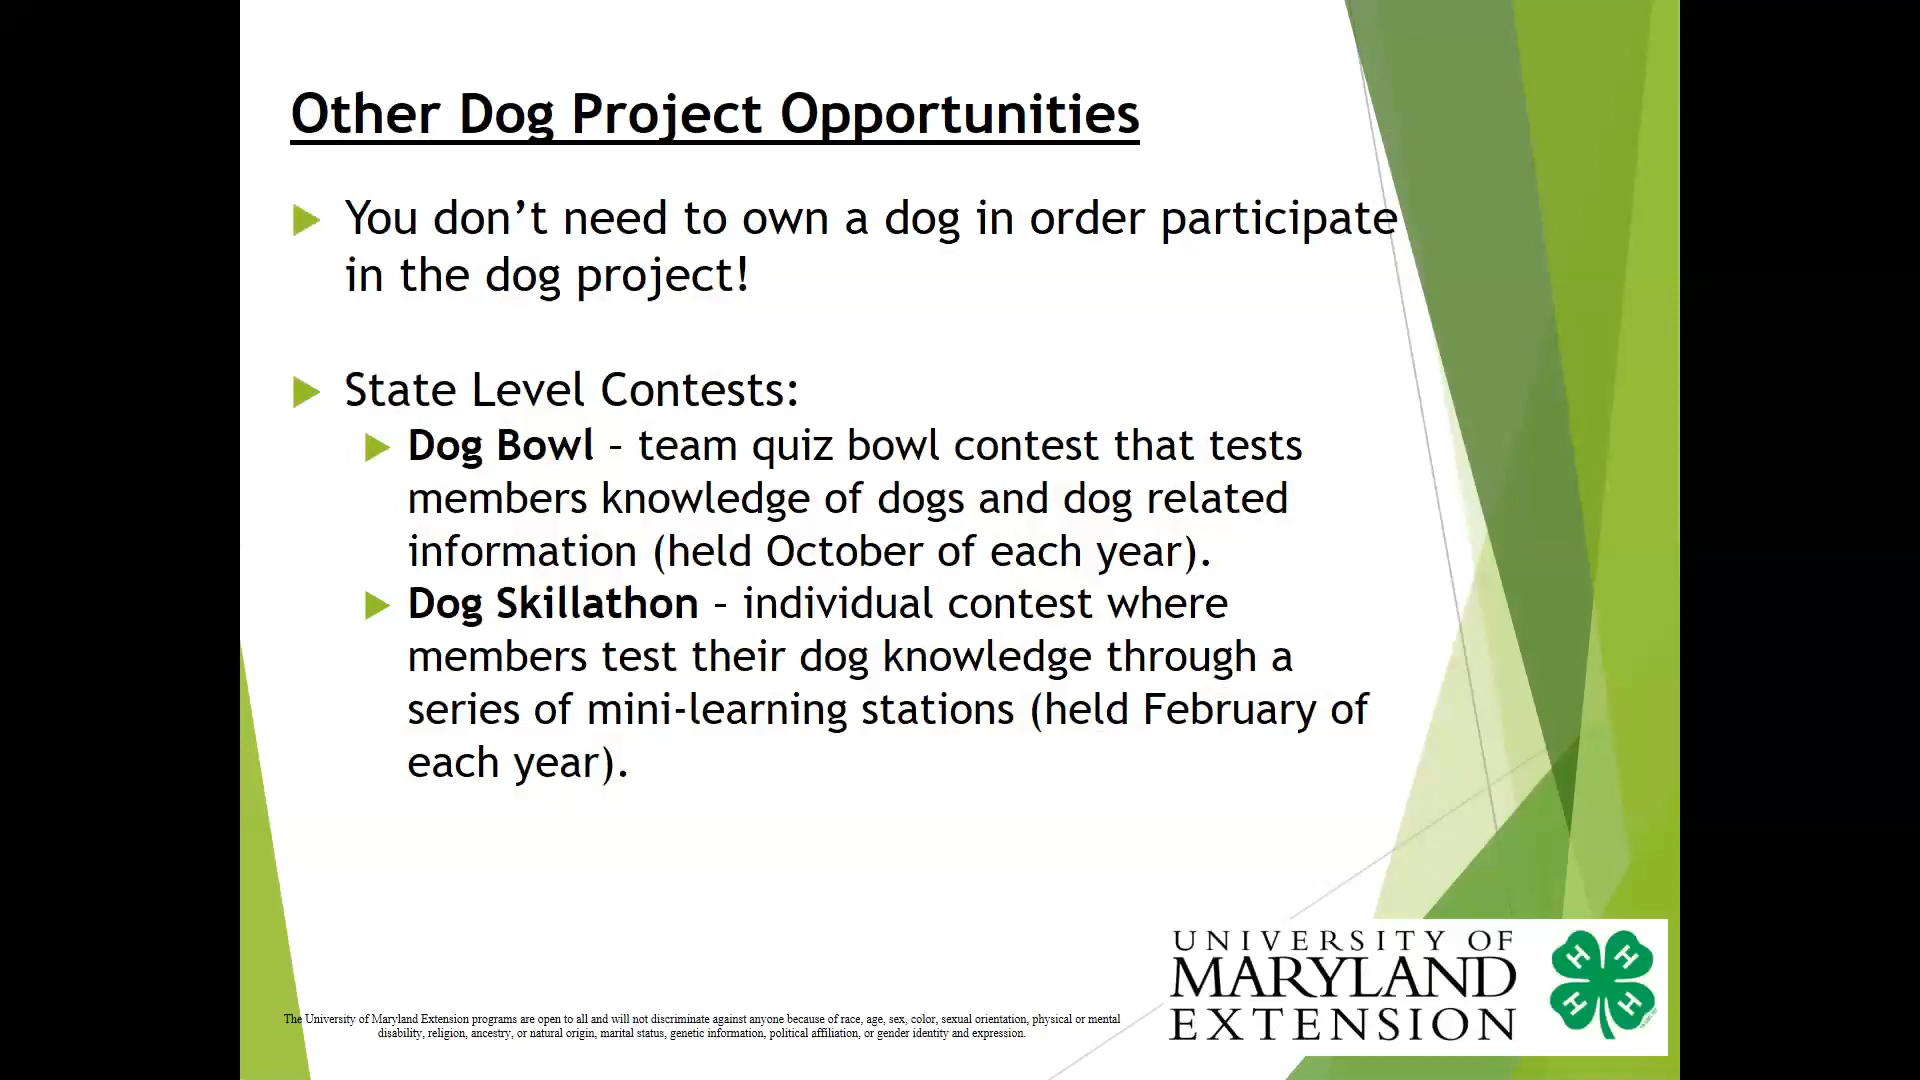 Other Dog Project Opportunities
You don’t need to own a dog in order participate
in the dog project!
State Level Contests:
Dog Bowl – team quiz bowl contest that tests
members knowledge of dogs and dog related
information (held October of each year).
Dog Skillathon – individual contest where
members test their dog knowledge through a
series of mini-learning stations (held February of
each year).
The University of Maryland Extension programs are open to all and will not discriminate against anyone because of race, age, sex, color, sexual orientation, physical or mental
disability, religion, ancestry, or natural origin, marital status, genetic information, political affiliation, or gender identity and expression.
UNIVERSITY OF
MARYLAND
EXTENSION
H H
H H